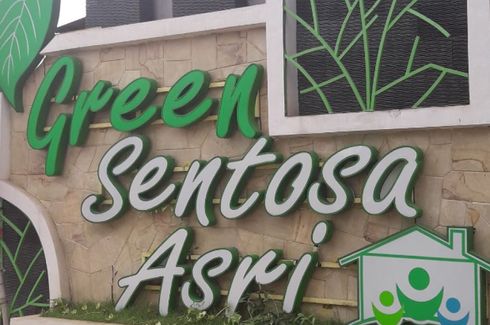 Green
Sentosa
Asri